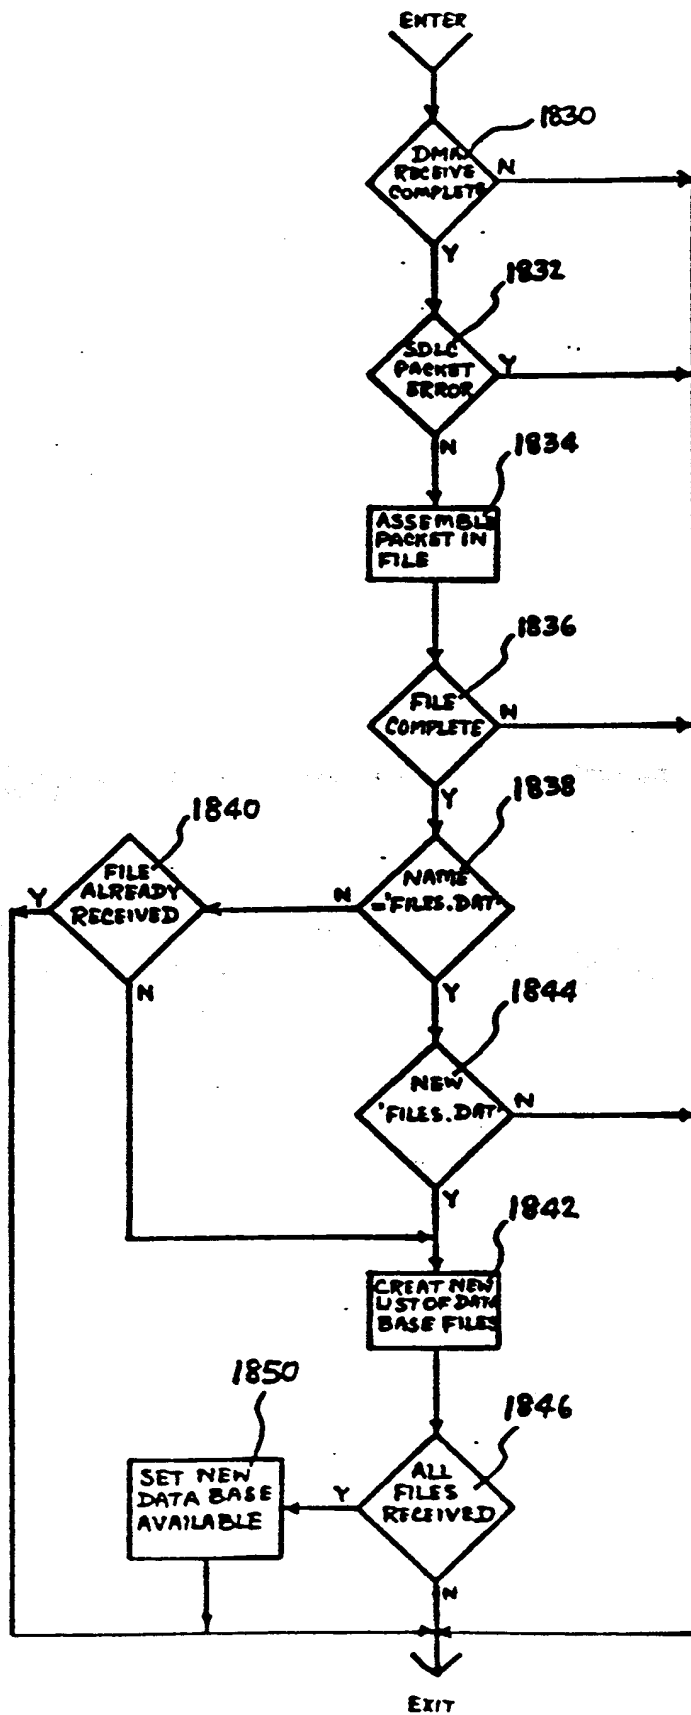 ENTER
1830
DMA
RECEIVE
COMPLETE
N
Y
1832
SDLC
PACKET
ERROR
Y
N
1834
ASSEMBLE
PACKET IN
FILE
1836
FILE
COMPLETE
N
Y
1838
NAME
='FILES.DAT'
N
Y
1840
FILE
ALREADY
RECEIVED
Y
N
1844
NEW
'FILES.DAT'
N
Y
1842
CREAT NEW
LIST OF DATA
BASE FILES
1846
ALL
FILES
RECEIVED
Y
N
1850
SET NEW
DATA BASE
AVAILABLE
EXIT